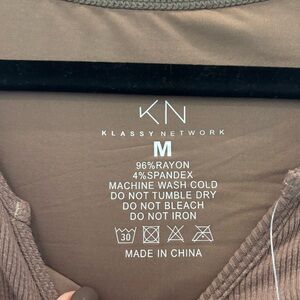 KN
KLASSY NETWORK
M
96%RAYON
4%SPANDEX
MACHINE WASH COLD
DO NOT TUMBLE DRY
DO NOT BLEACH
DO NOT IRON
30
MADE IN CHINA